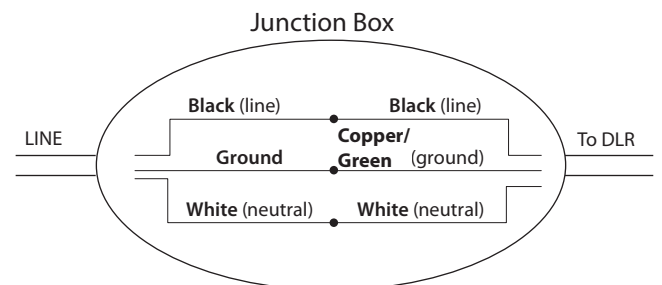 Junction Box
Black (line) Black (line)
LINE Copper/ To DLR
Ground Green (ground)
White (neutral) White (neutral)